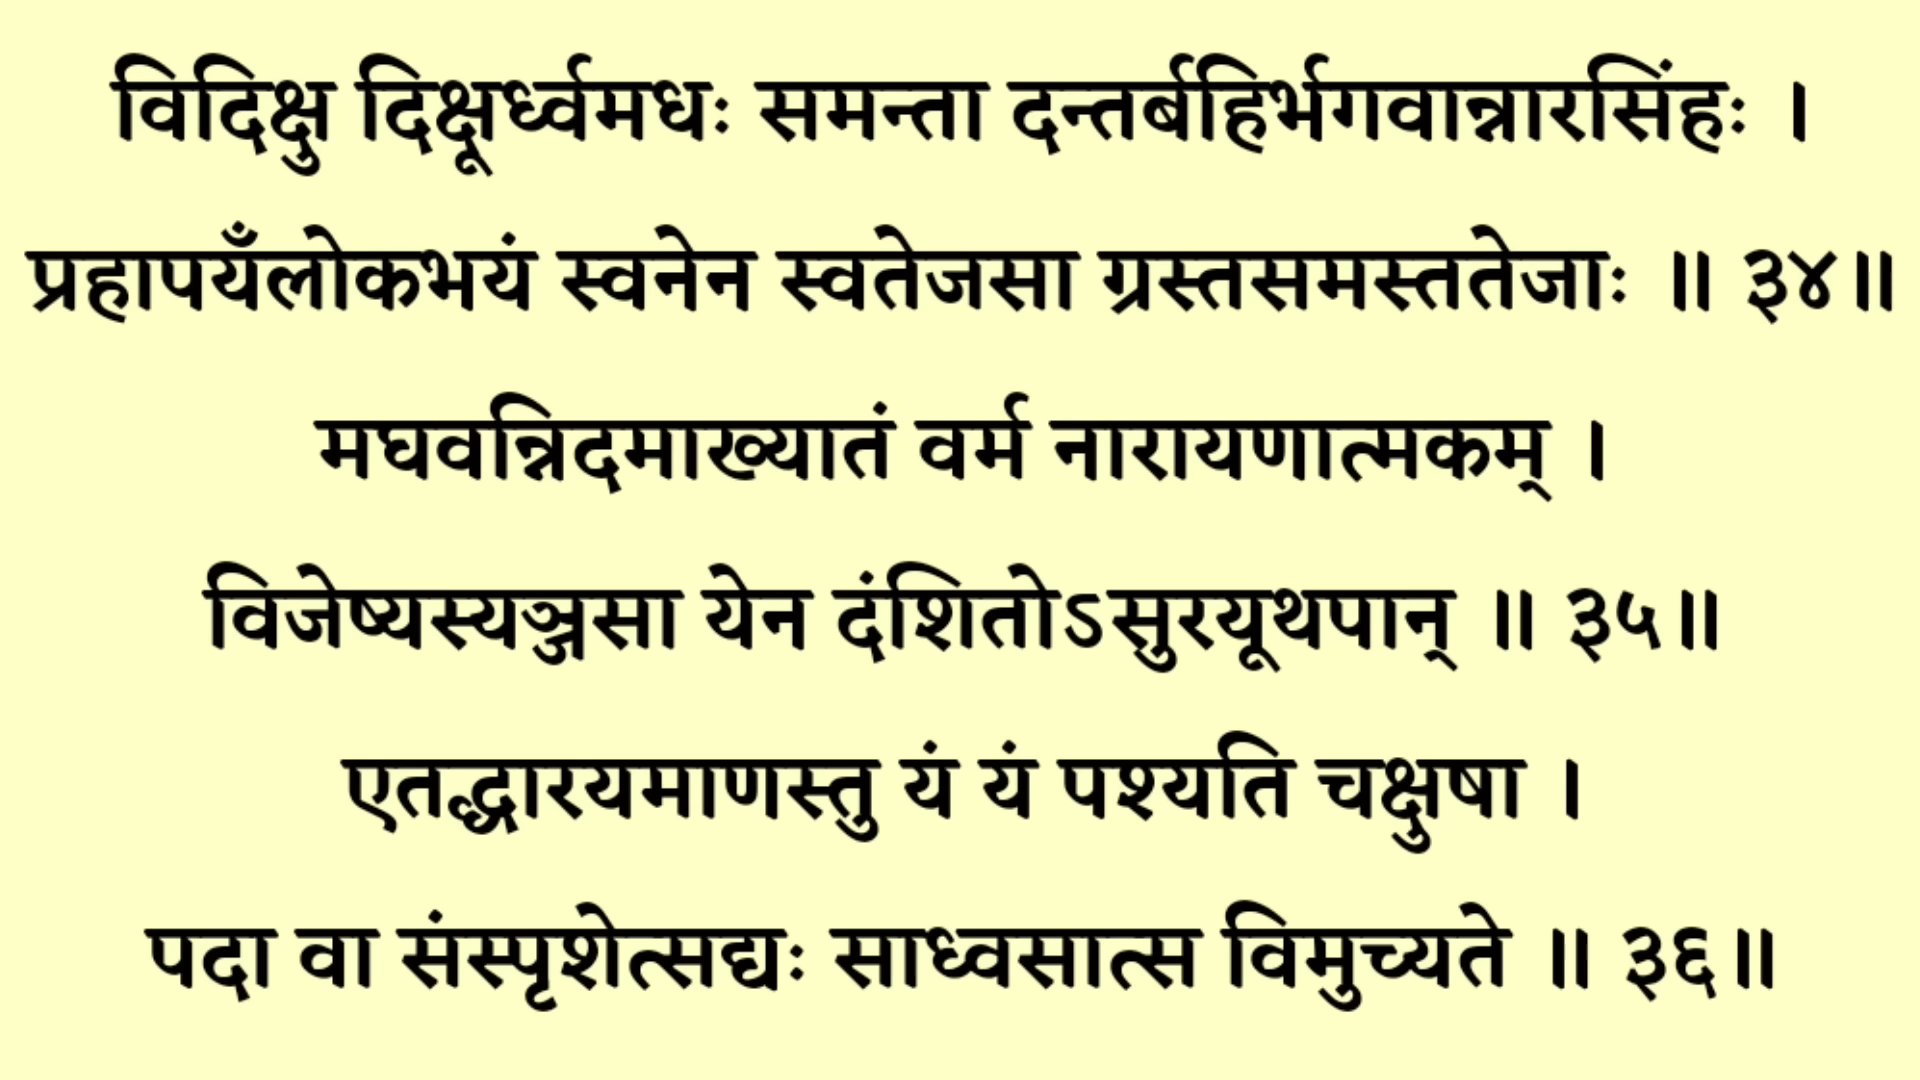 विदिक्षु दिक्षूर्ध्वमधः समन्ता दन्तर्बहिर्भगवान्नारसिंहः ।
प्रहापयँलोकभयं स्वनेन स्वतेजसा ग्रस्तसमस्ततेजाः ॥ ३४॥
मघवन्निदमाख्यातं वर्म नारायणात्मकम् ।
विजेष्यस्यञ्जसा येन दंशितोऽसुरयूथपान् ॥ ३५॥
एतद्धारयमाणस्तु यं यं पश्यति चक्षुषा ।
पदा वा संस्पृशेत्सद्यः साध्वसात्स विमुच्यते ॥ ३६॥